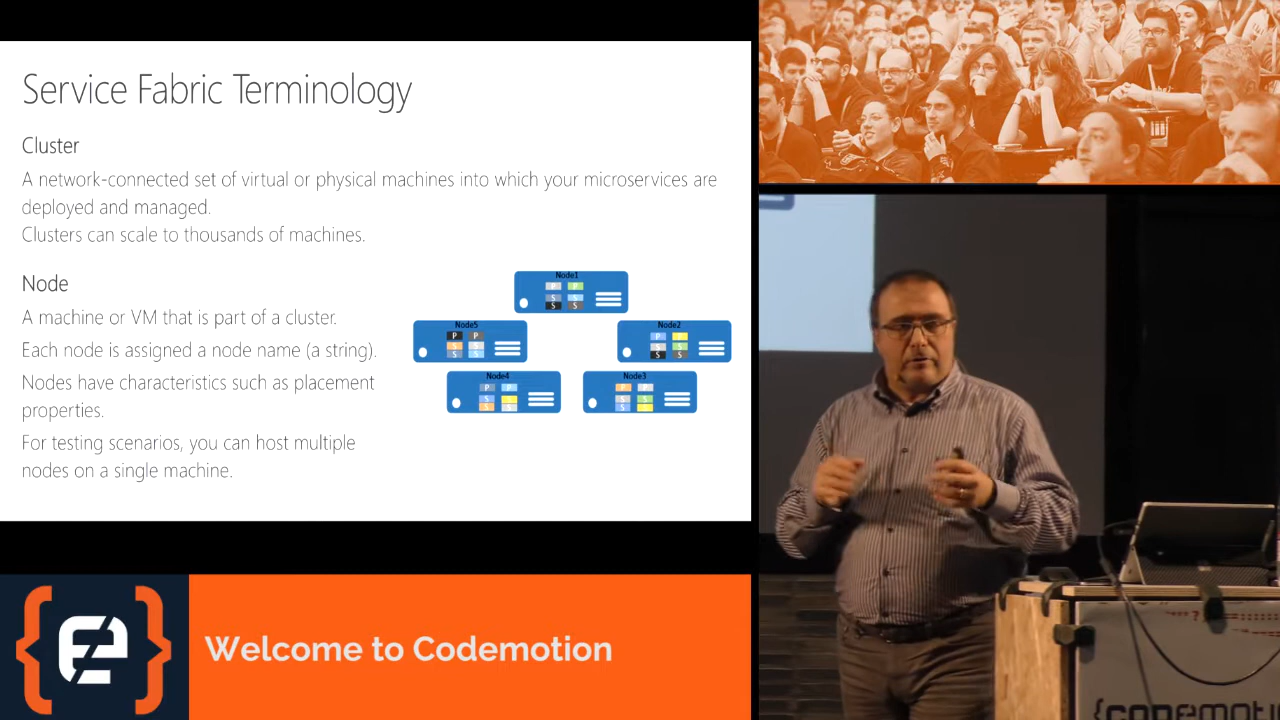 Service Fabric Terminology
Cluster
A network-connected set of virtual or physical machines into which your microservices are
deployed and managed.
Clusters can scale to thousands of machines.
Node
A machine or VM that is part of a cluster.
Each node is assigned a node name (a string).
Nodes have characteristics such as placement
properties.
For testing scenarios, you can host multiple
nodes on a single machine.
Node1
P P
S S
S S
Node5
P P
S S
S S
Node2
P P
S S
S S
Node4
P P
S S
S S
Node3
P P
S S
S S
Welcome to Codemotion
{codemoti